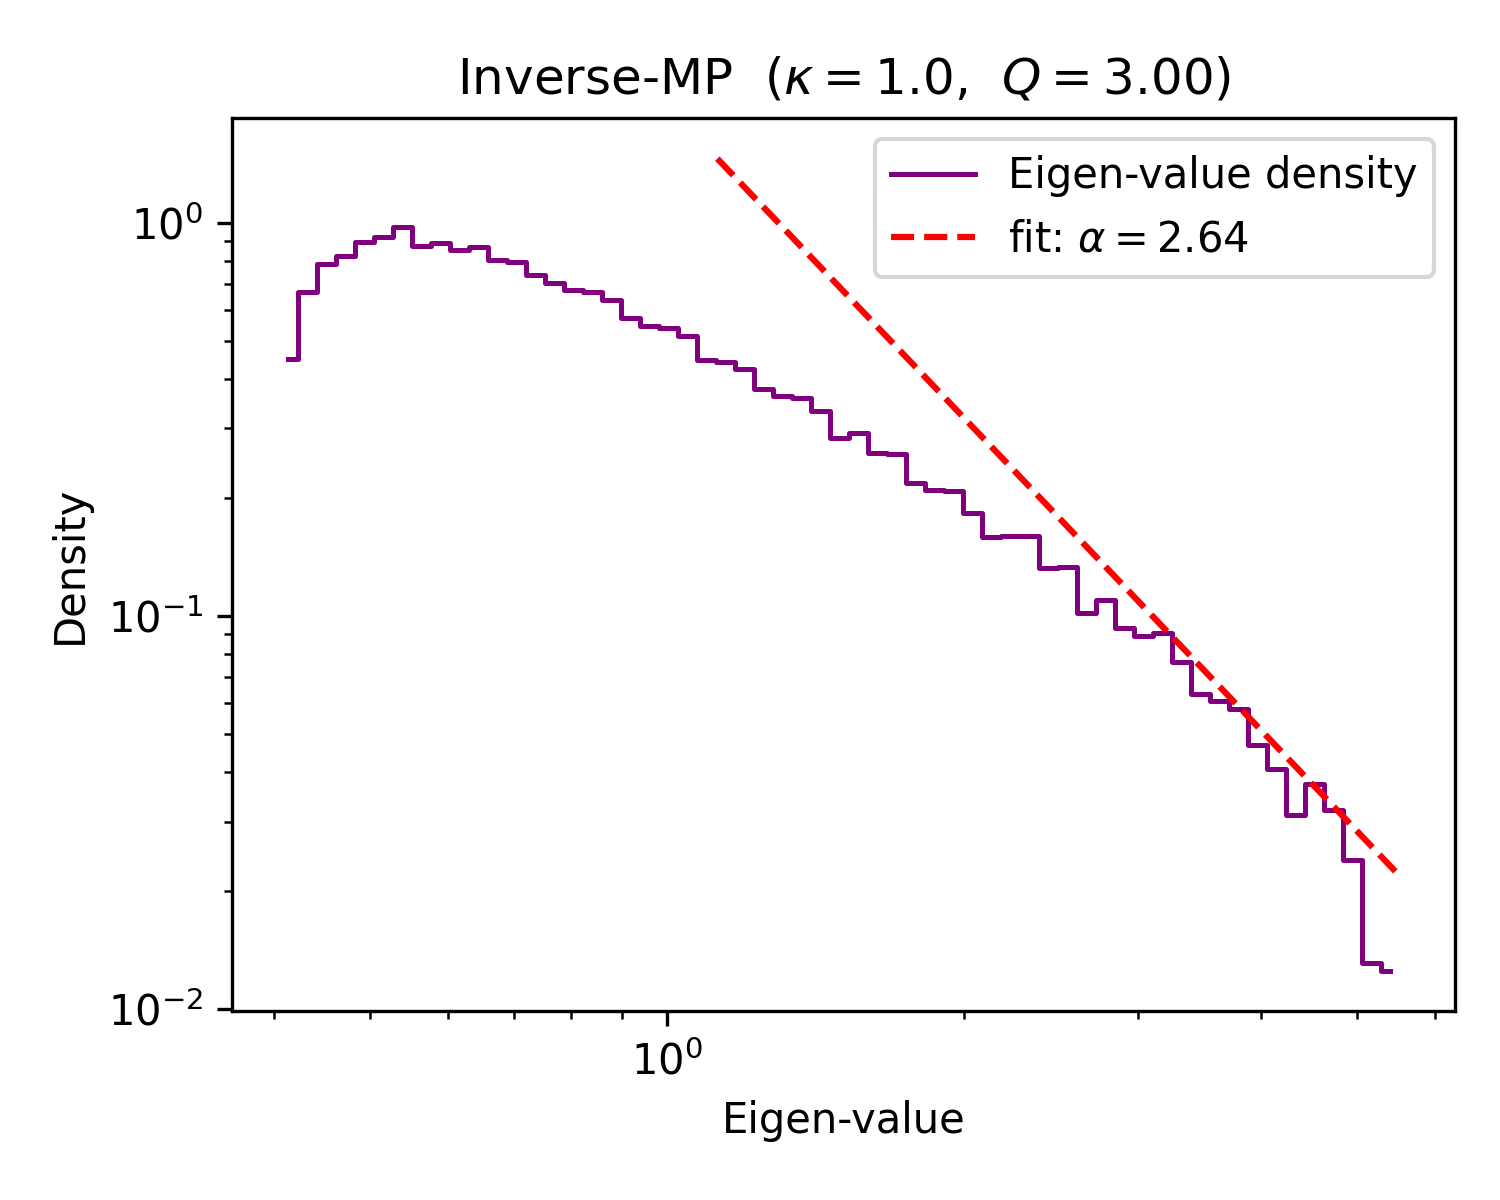 Inverse-MP (κ = 1.0, Q = 3.00)
Eigen-value density
fit: α = 2.64
10⁰
10⁻¹
10⁻²
Density
10⁰
Eigen-value